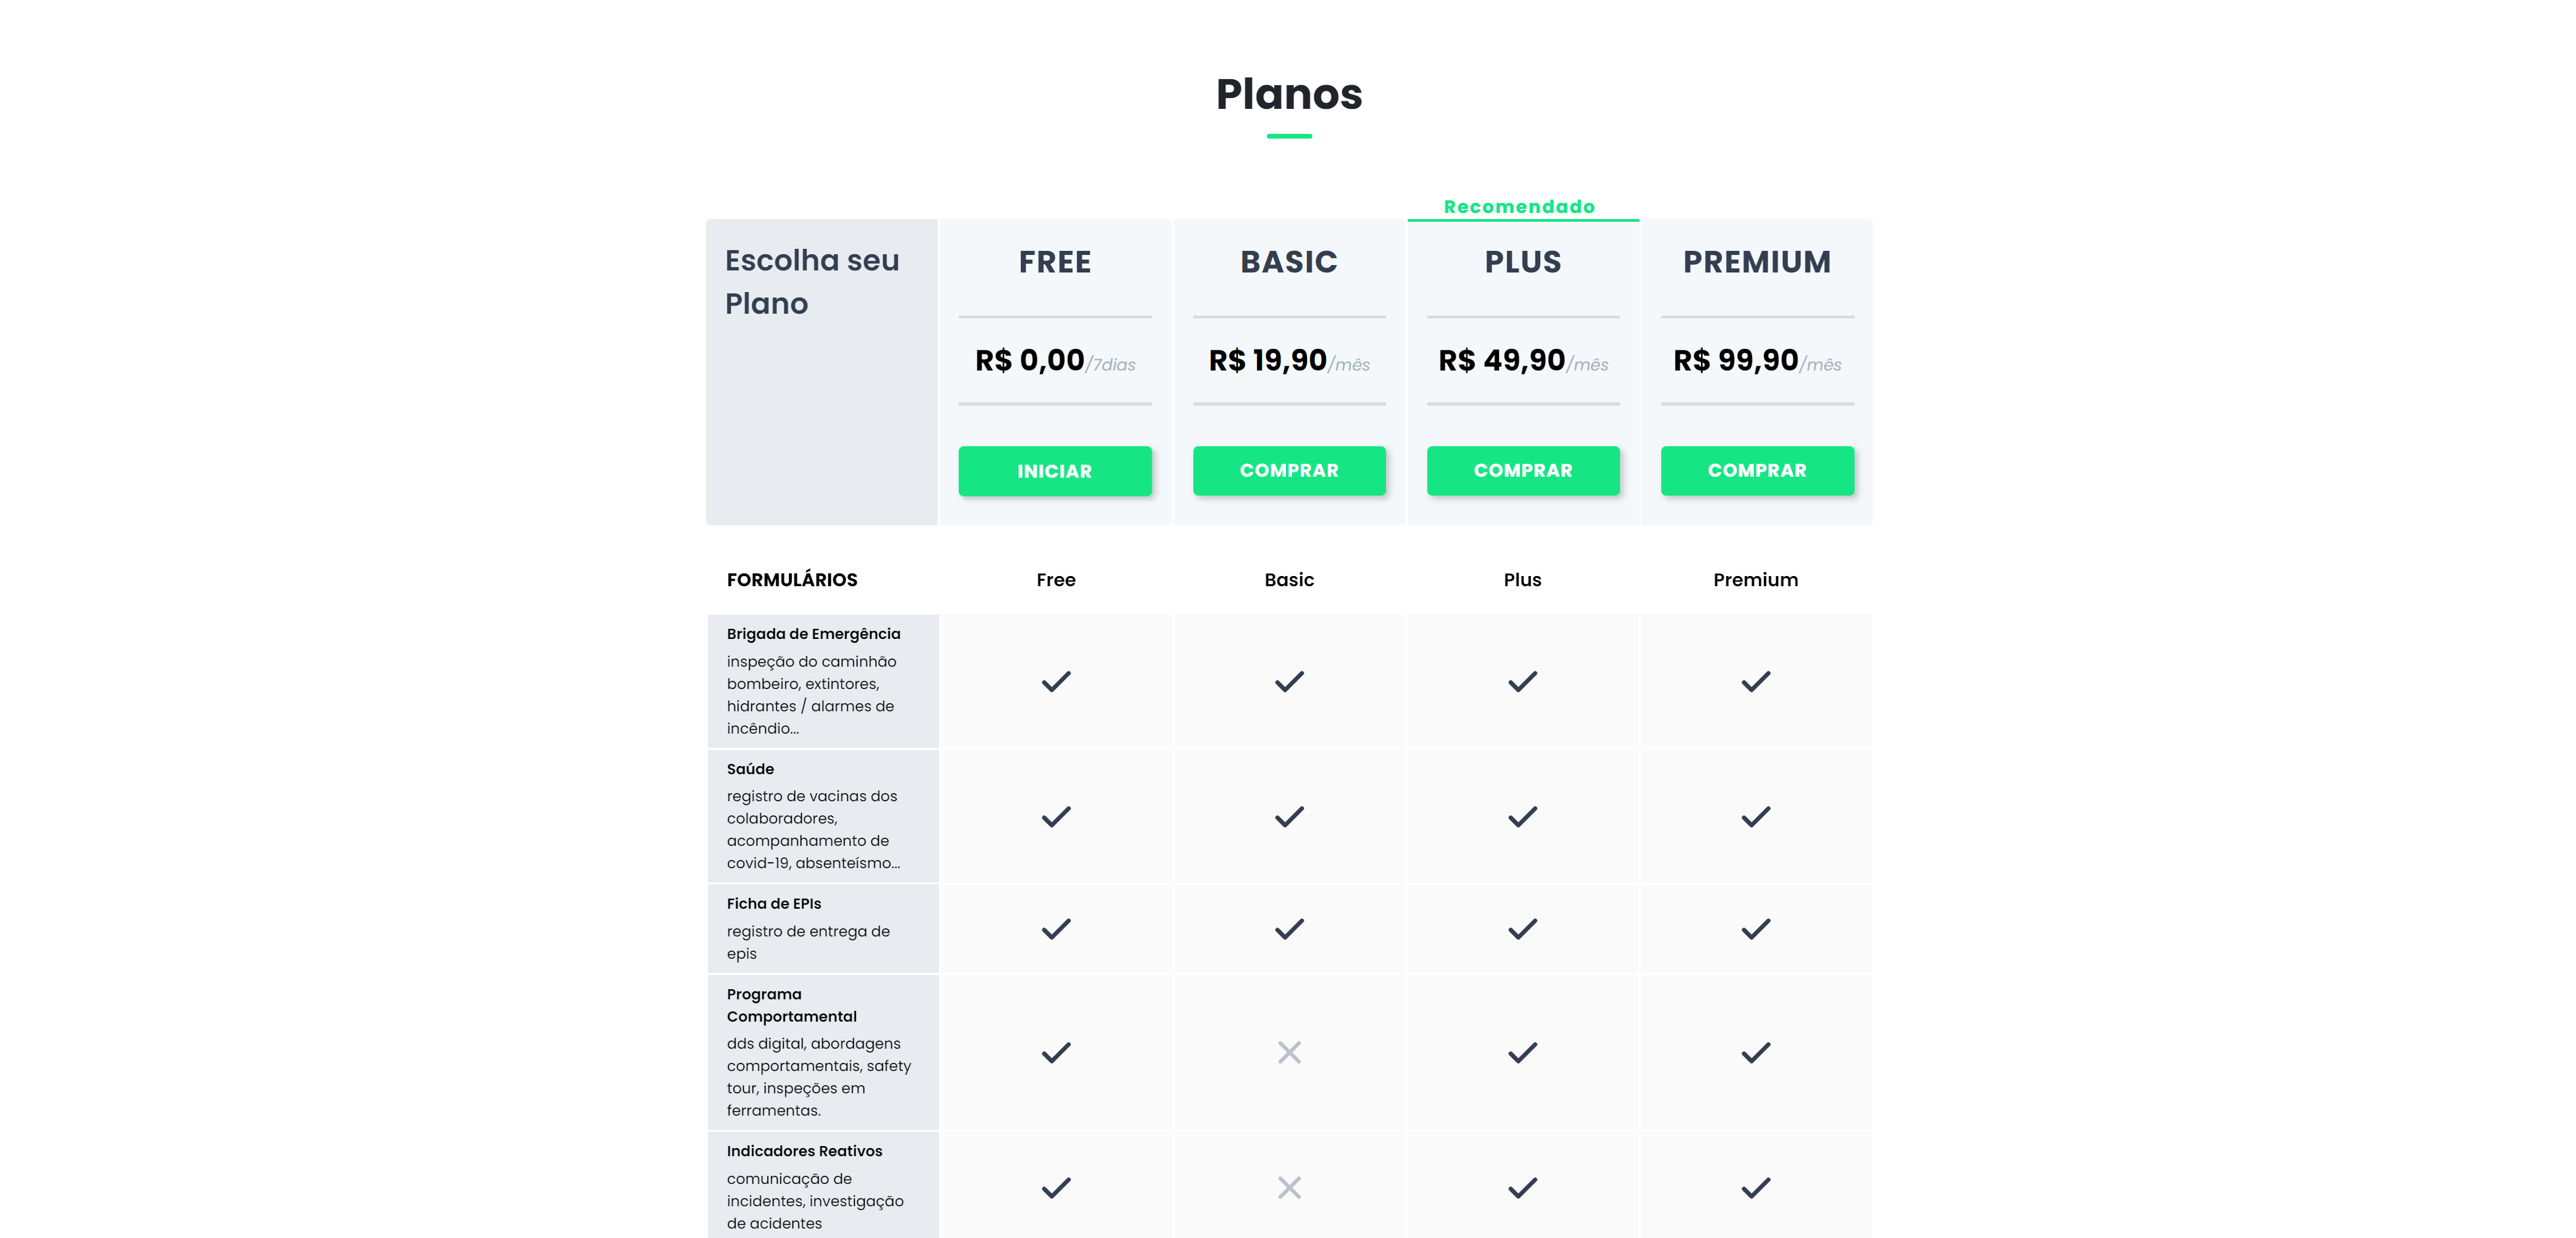 Planos
Recomendado
Escolha seu
Plano
FREE
BASIC
PLUS
PREMIUM
R$ 0,00/7dias
R$ 19,90/mês
R$ 49,90/mês
R$ 99,90/mês
INICIAR
COMPRAR
COMPRAR
COMPRAR
FORMULÁRIOS
Free
Basic
Plus
Premium
Brigada de Emergência
inspeção do caminhão
bombeiro, extintores,
hidrantes / alarmes de
incêndio...
Saúde
registro de vacinas dos
colaboradores,
acompanhamento de
covid-19, absenteísmo...
Ficha de EPIs
registro de entrega de
epis
Programa
Comportamental
dds digital, abordagens
comportamentais, safety
tour, inspeções em
ferramentas.
Indicadores Reativos
comunicação de
incidentes, investigação
de acidentes